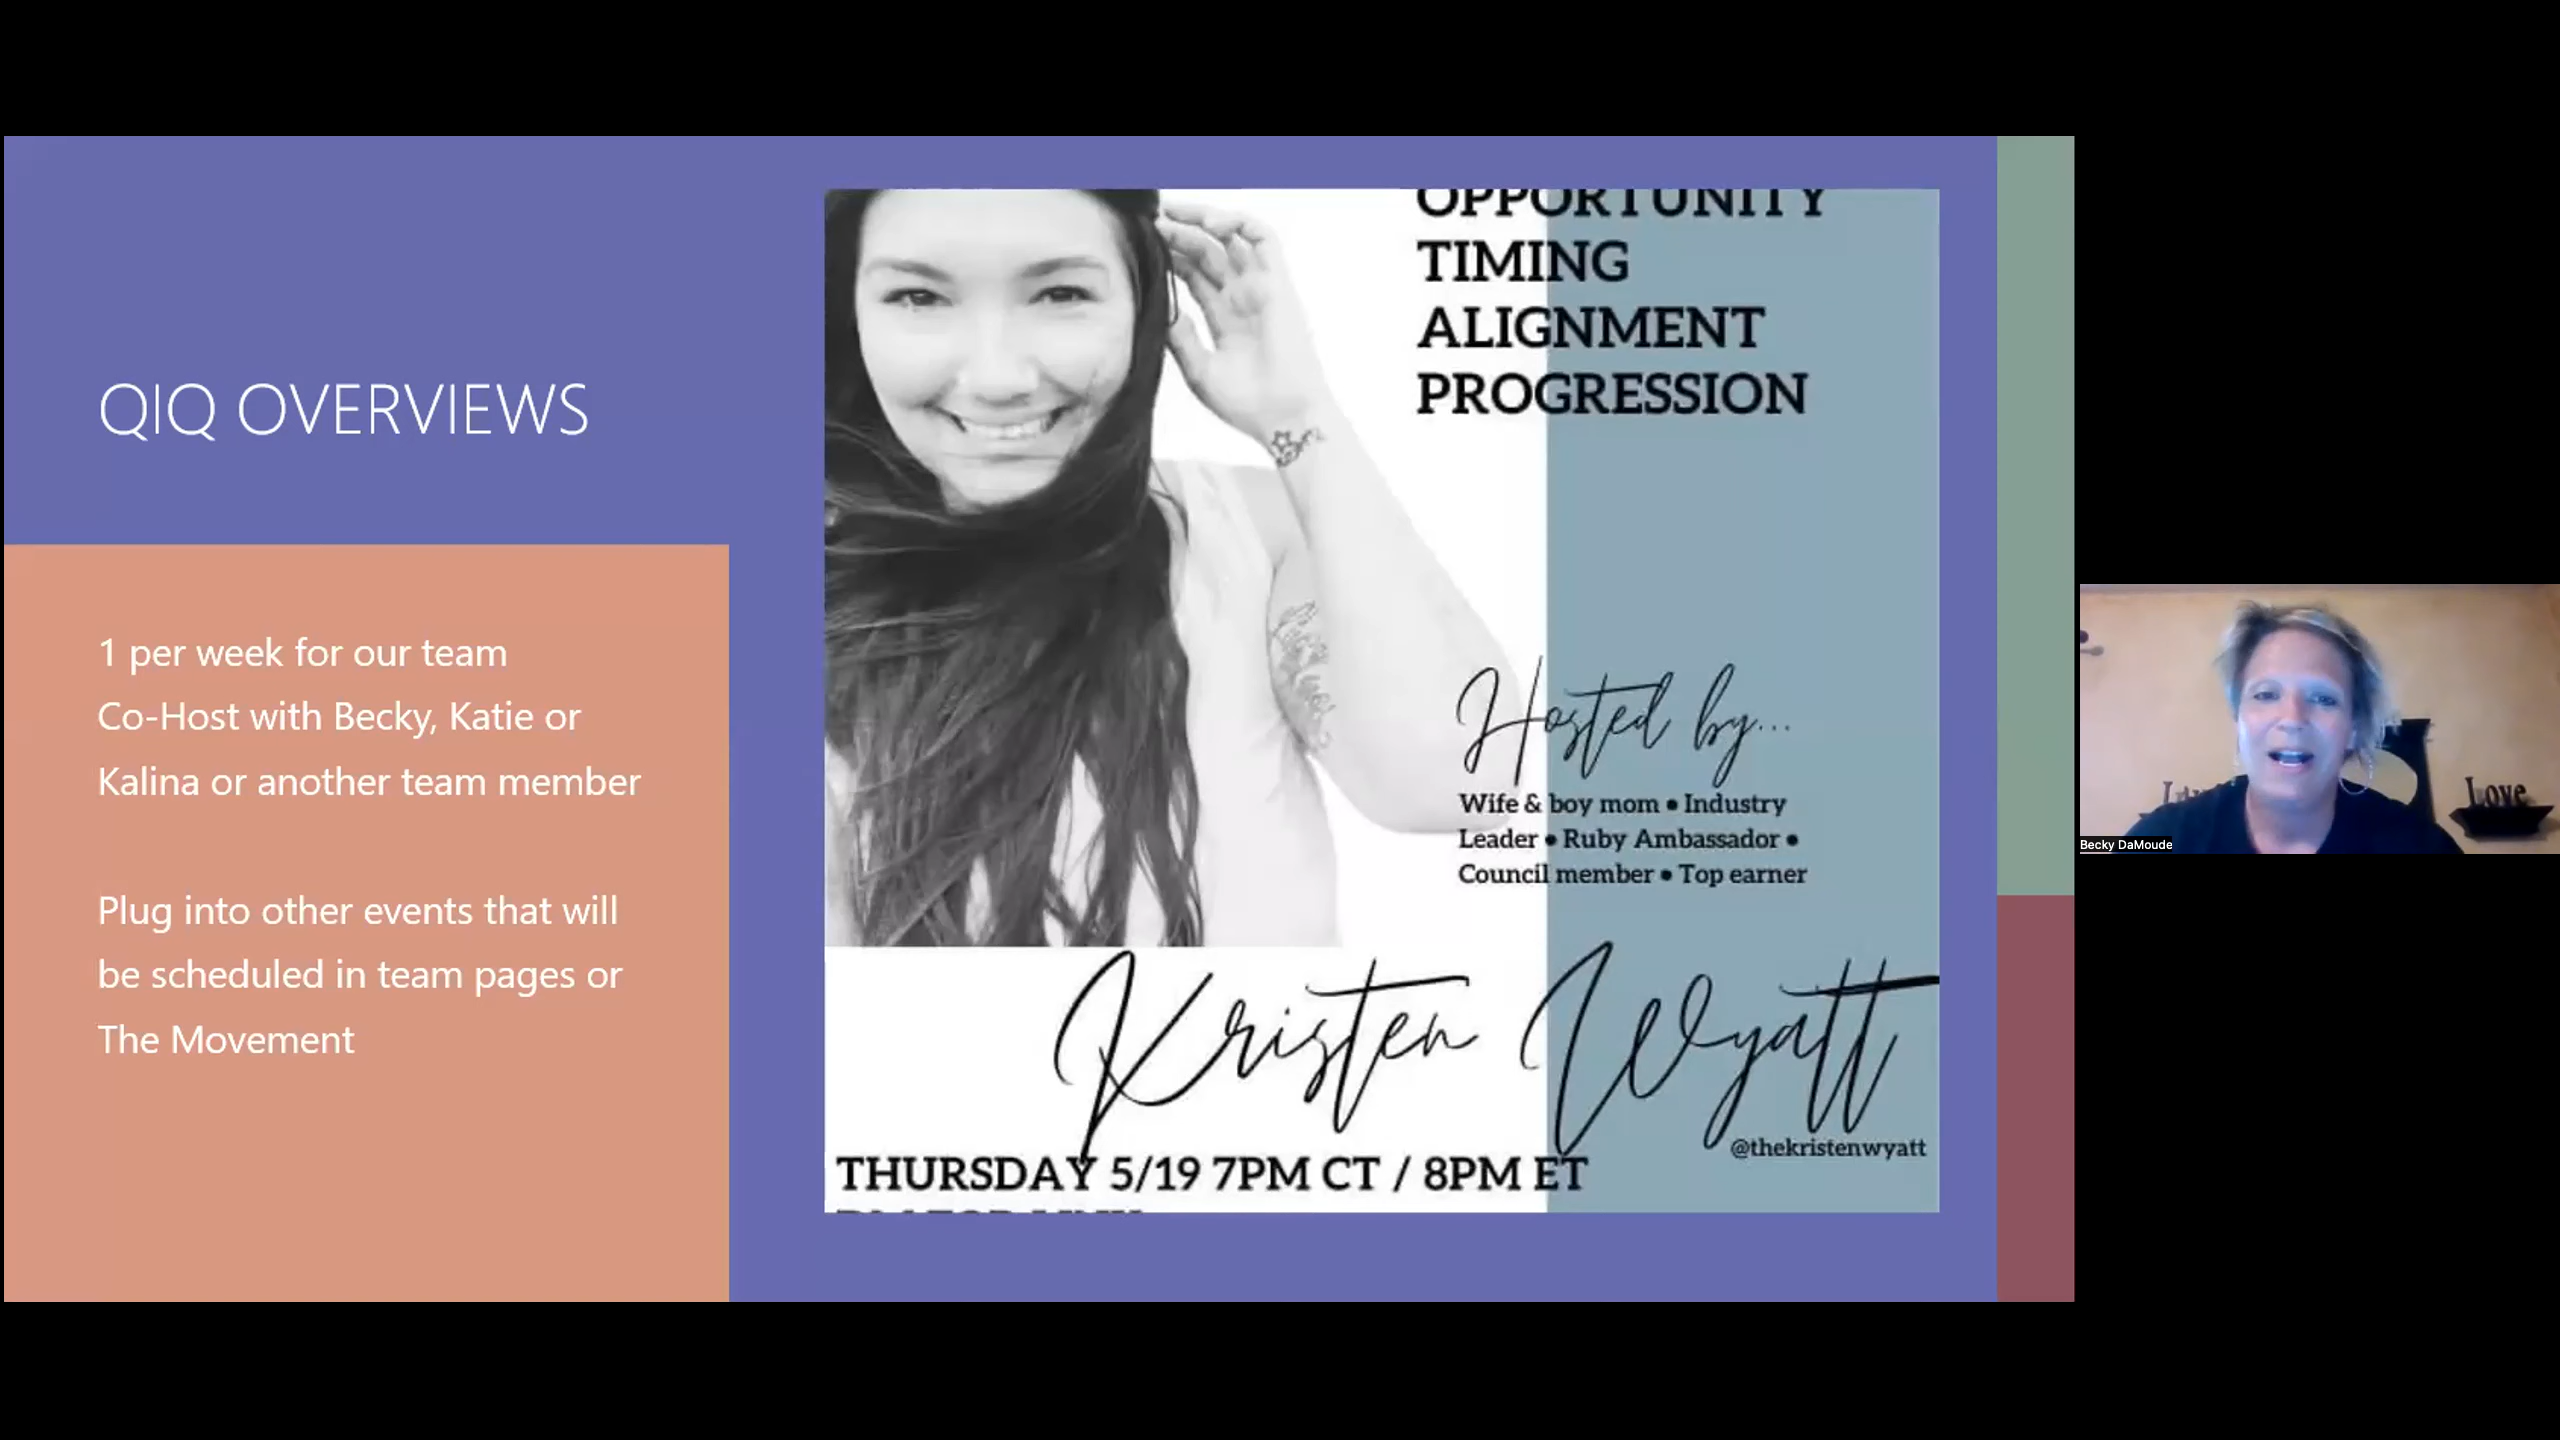 QIQ OVERVIEWS
1 per week for our team
Co-Host with Becky, Katie or
Kalina or another team member
Plug into other events that will
be scheduled in team pages or
The Movement
OPPORTUNITY
TIMING
ALIGNMENT
PROGRESSION
Hosted by...
Wife & boy mom • Industry
Leader • Ruby Ambassador •
Council member • Top earner
Kristen Wyatt
@thekristenwyatt
THURSDAY 5/19 7PM CT / 8PM ET
Love
Becky DaMoude